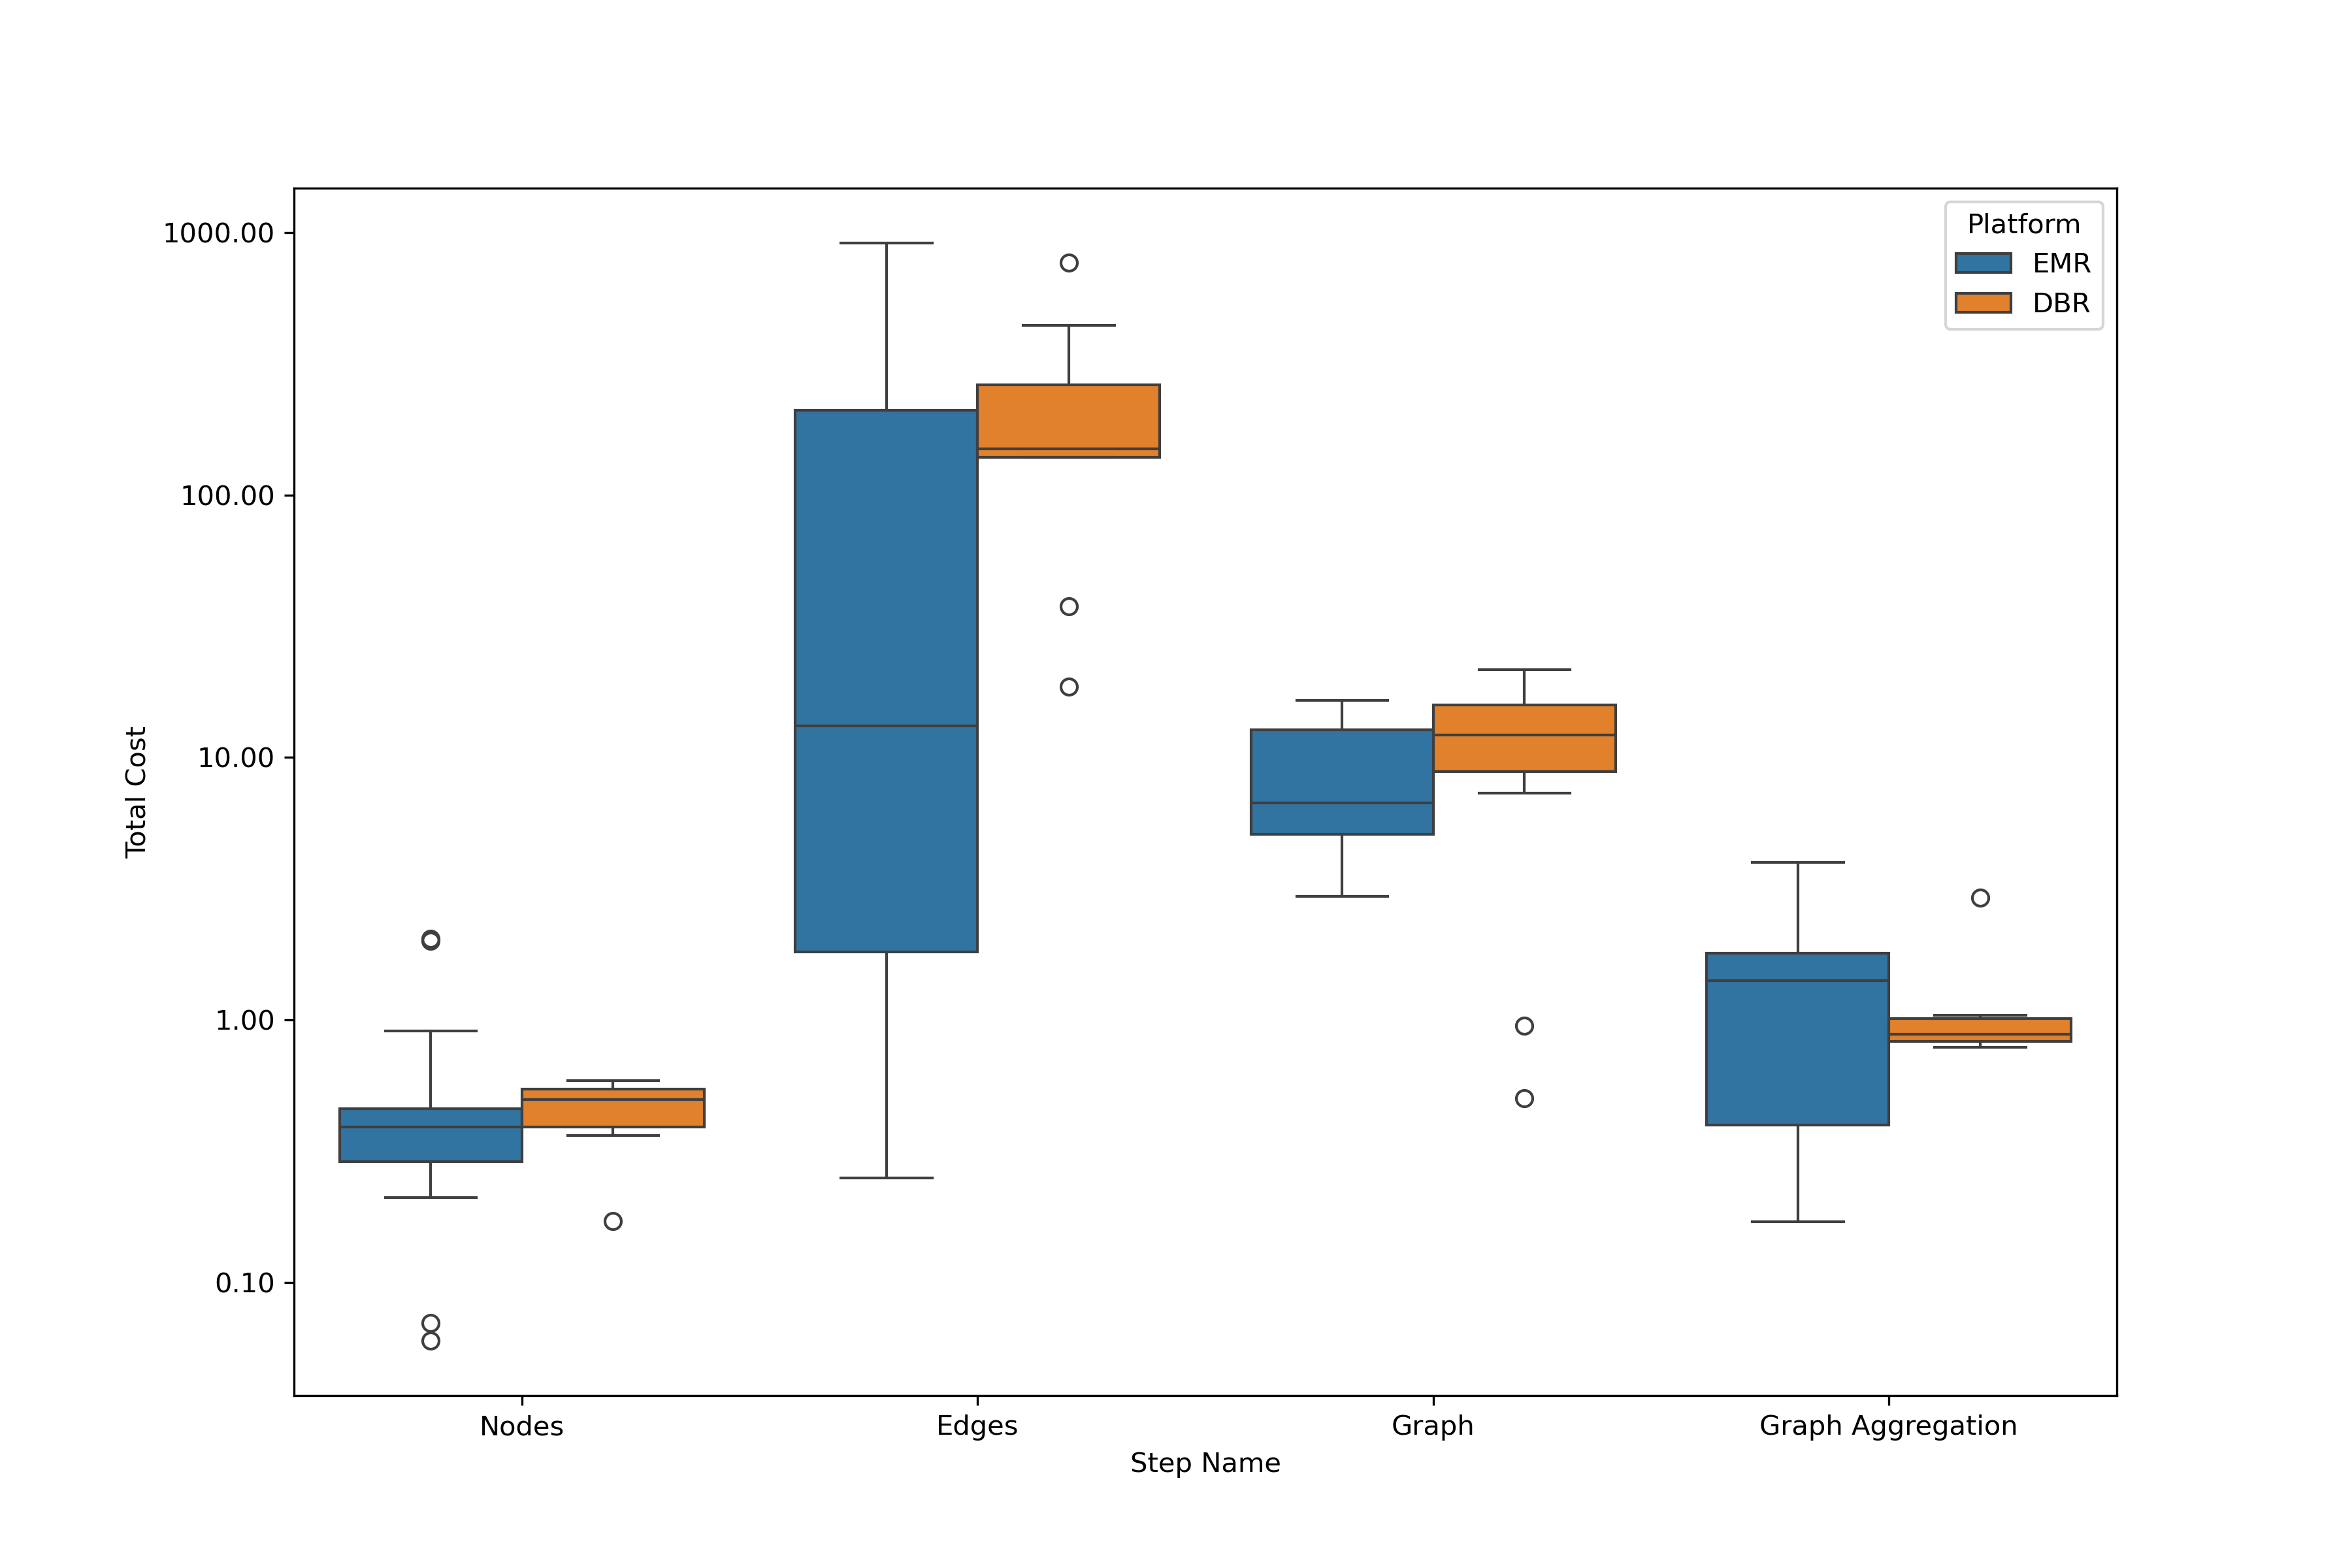 1000.00
100.00
10.00
1.00
0.10
Total Cost
Platform
EMR
DBR
Nodes
Edges
Graph
Graph Aggregation
Step Name